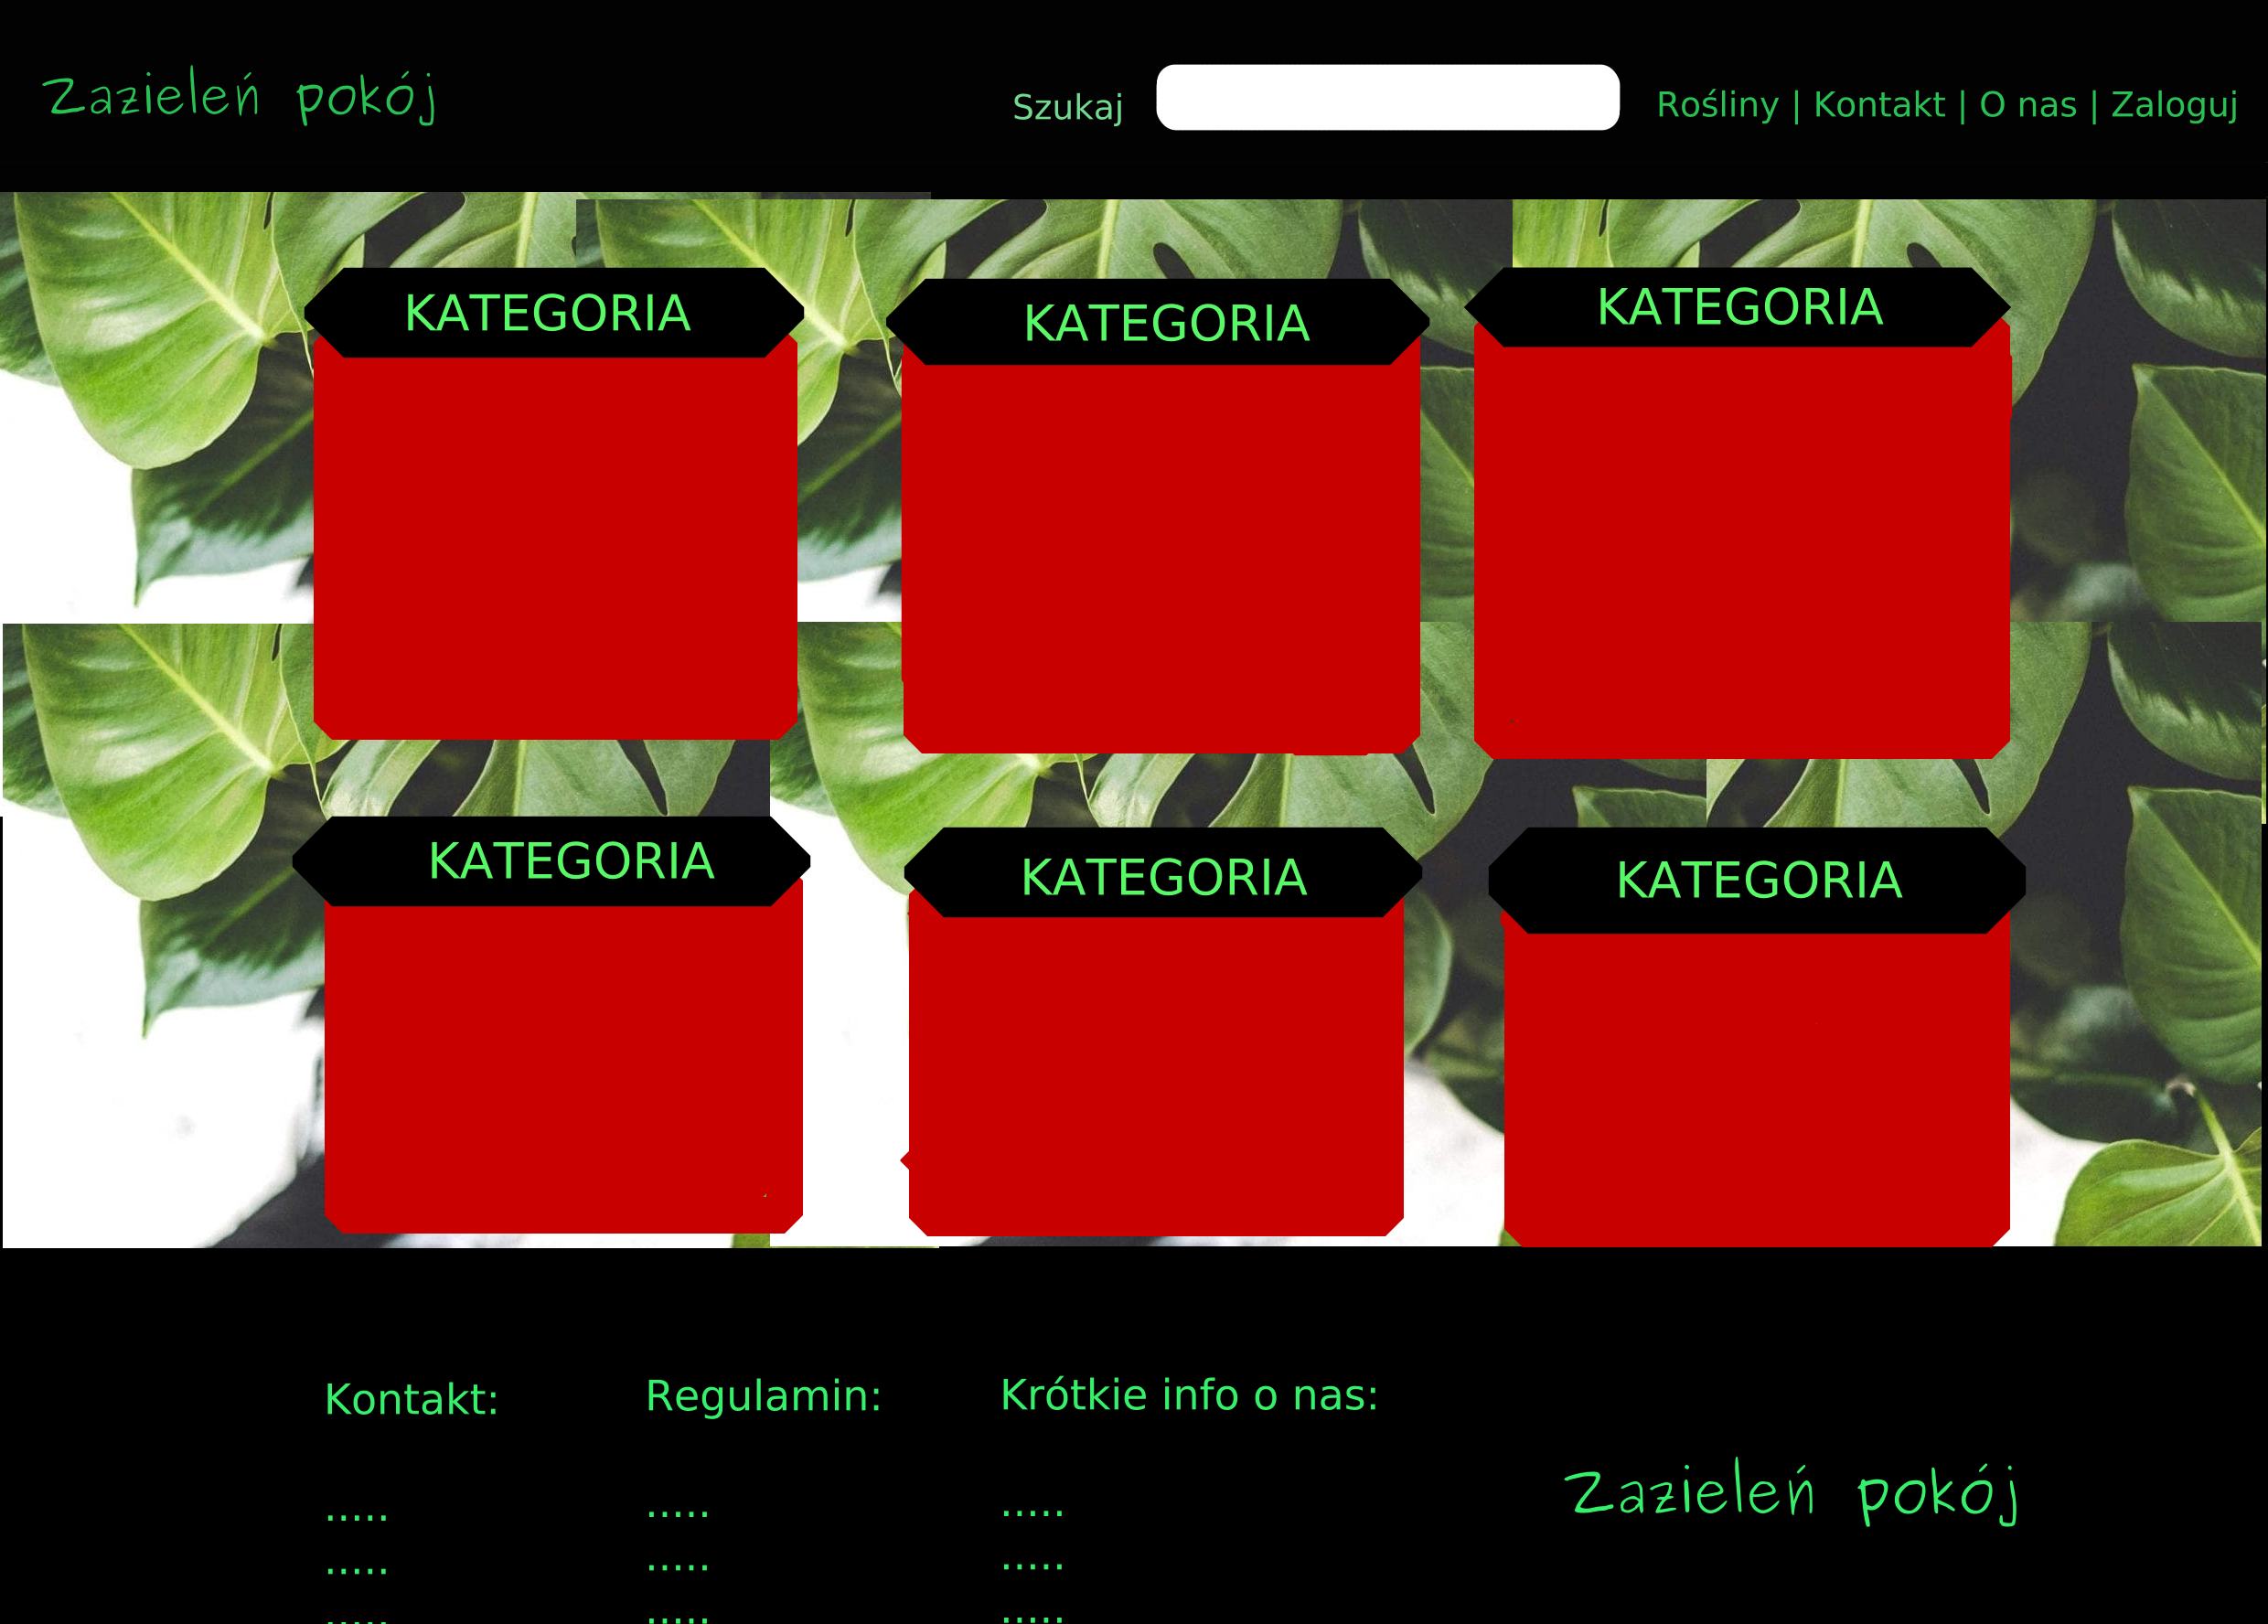 Zazieleń pokój
Szukaj
Rośliny | Kontakt | O nas | Zaloguj
KATEGORIA
KATEGORIA
KATEGORIA
KATEGORIA
KATEGORIA
KATEGORIA
Kontakt:
.....
.....
.....
Regulamin:
.....
.....
.....
Krótkie info o nas:
.....
.....
.....
Zazieleń pokój